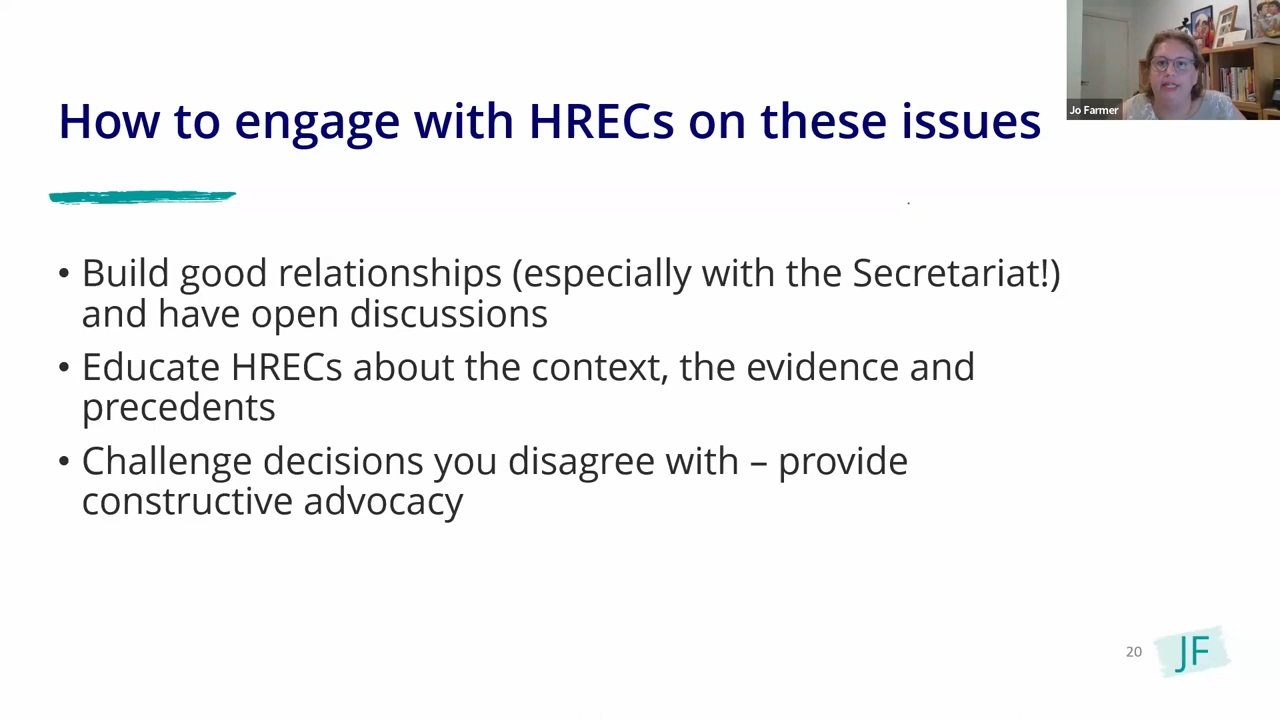 How to engage with HRECs on these issues
Jo Farmer
• Build good relationships (especially with the Secretariat!)
and have open discussions
• Educate HRECs about the context, the evidence and
precedents
• Challenge decisions you disagree with – provide
constructive advocacy
20
JF